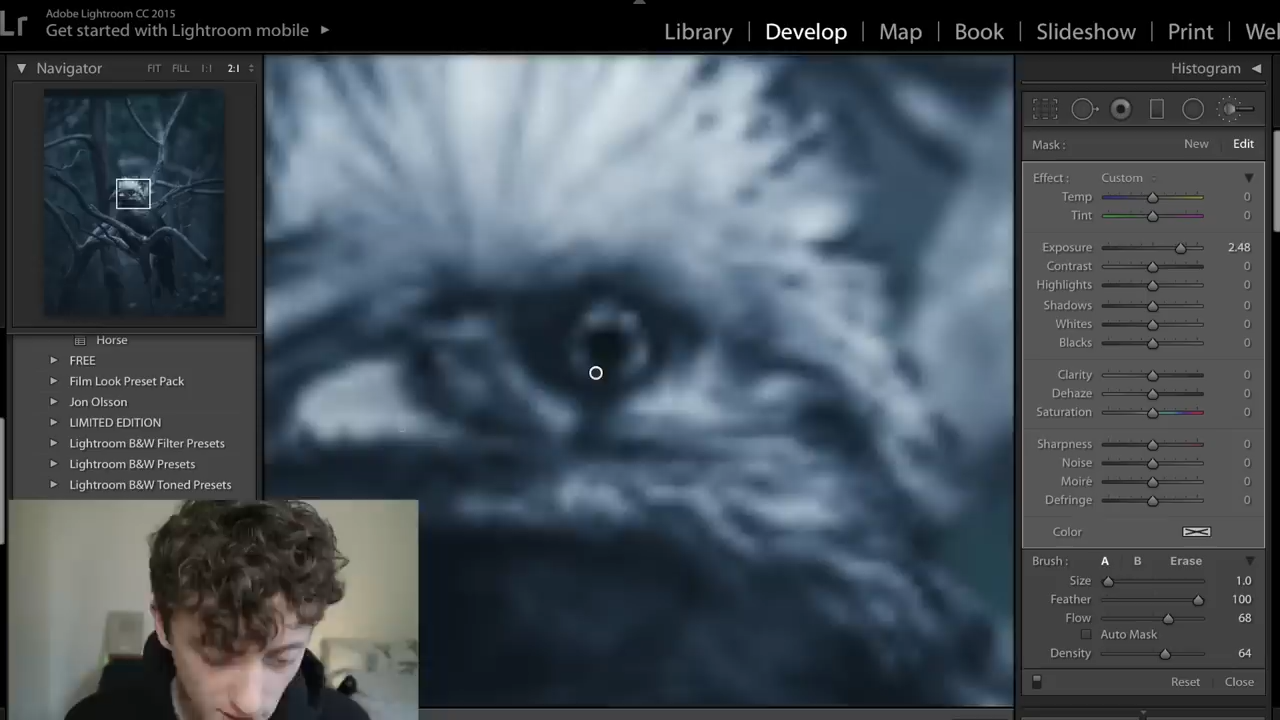 Lr
Adobe Lightroom CC 2015
Get started with Lightroom mobile
Library | Develop | Map | Book | Slideshow | Print | Wel
Navigator FIT FILL 1:1 2:1
Histogram
Mask : New Edit
Effect : Custom
Temp 0
Tint 0
Exposure 2.48
Contrast 0
Highlights 0
Shadows 0
Whites 0
Blacks 0
Clarity 0
Dehaze 0
Saturation 0
Sharpness 0
Noise 0
Moiré 0
Defringe 0
Color
Brush : A B Erase
Size 1.0
Feather 100
Flow 68
Auto Mask
Density 64
Reset Close
Horse
FREE
Film Look Preset Pack
Jon Olsson
LIMITED EDITION
Lightroom B&W Filter Presets
Lightroom B&W Presets
Lightroom B&W Toned Presets